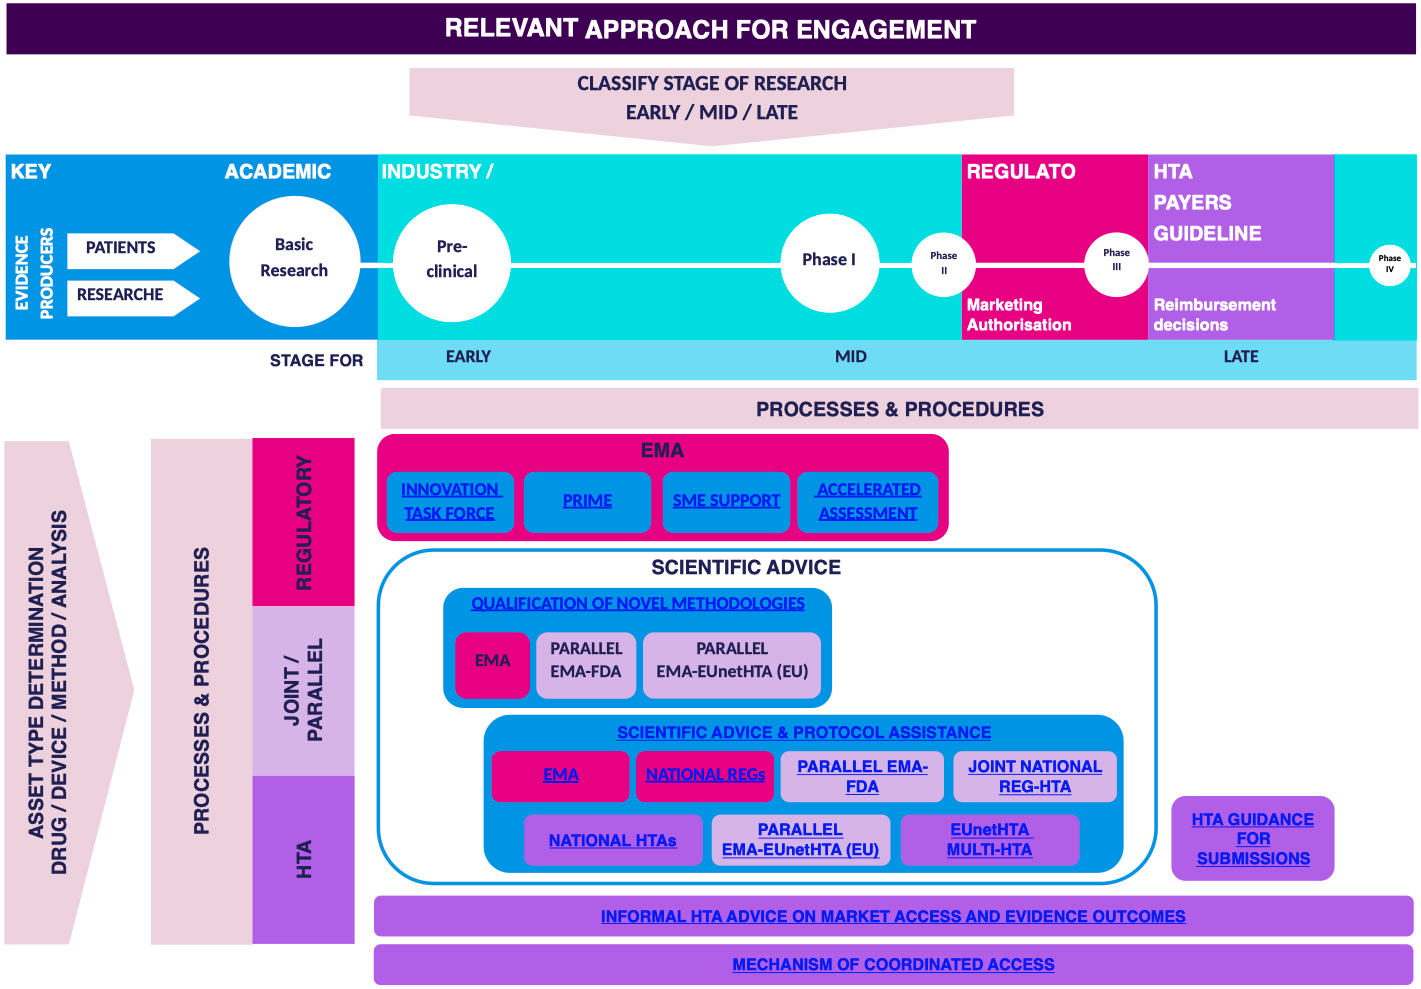 RELEVANT APPROACH FOR ENGAGEMENT
CLASSIFY STAGE OF RESEARCH
EARLY / MID / LATE
KEY
ACADEMIC
INDUSTRY /
REGULATO
HTA
PAYERS
GUIDELINE
EVIDENCE
PRODUCERS
PATIENTS
RESEARCHE
Basic
Research
Pre-
clinical
Phase I
Phase
II
Phase
III
Phase
IV
Marketing
Authorisation
Reimbursement
decisions
STAGE FOR
EARLY
MID
LATE
PROCESSES & PROCEDURES
ASSET TYPE DETERMINATION
DRUG / DEVICE / METHOD / ANALYSIS
PROCESSES & PROCEDURES
REGULATORY
JOINT /
PARALLEL
HTA
EMA
INNOVATION
TASK FORCE
PRIME
SME SUPPORT
ACCELERATED
ASSESSMENT
SCIENTIFIC ADVICE
QUALIFICATION OF NOVEL METHODOLOGIES
EMA
PARALLEL
EMA-FDA
PARALLEL
EMA-EUnetHTA (EU)
SCIENTIFIC ADVICE & PROTOCOL ASSISTANCE
EMA
NATIONAL REGs
PARALLEL EMA-
FDA
JOINT NATIONAL
REG-HTA
NATIONAL HTAs
PARALLEL
EMA-EUnetHTA (EU)
EUnetHTA
MULTI-HTA
HTA GUIDANCE
FOR
SUBMISSIONS
INFORMAL HTA ADVICE ON MARKET ACCESS AND EVIDENCE OUTCOMES
MECHANISM OF COORDINATED ACCESS